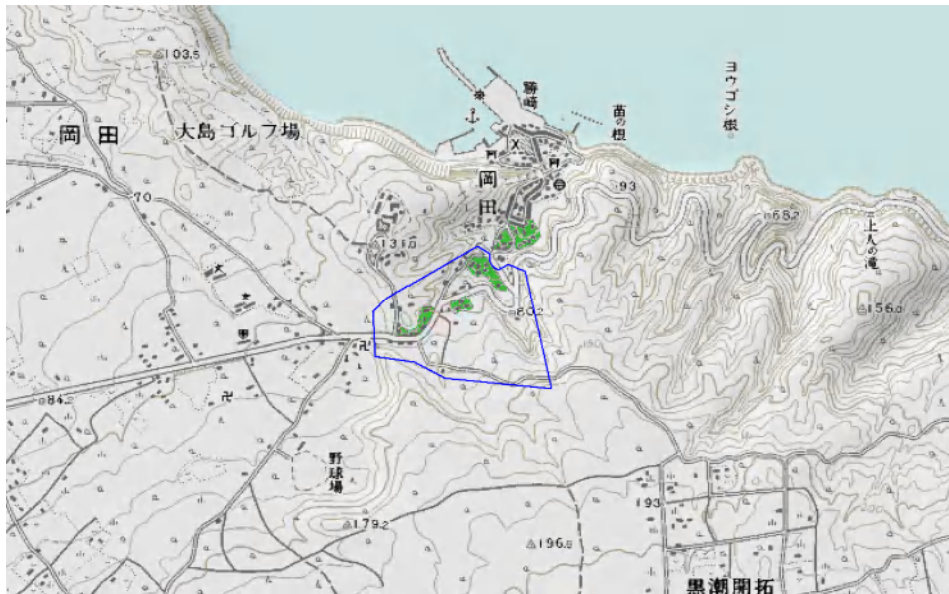 103.5
勝崎
ヨウゴシ根。
苗の根
大島ゴルフ場
岡田
岡田
93
70
68.2
上人の滝
131.0
80.2
156.0
84.2
野球場
179.2
193
196.8
黒潮開拓